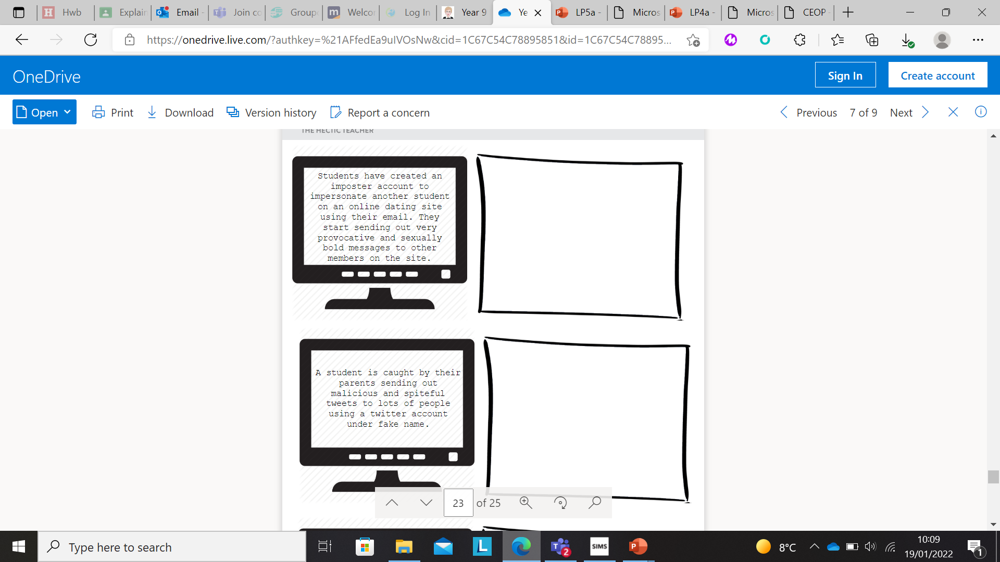 Hwb
Explain
Email -
Join co
Group
Welcor
Log In
Year 9
Ye
LP5a -
Micros
LP4a -
Micros
CEOP -
https://onedrive.live.com/?authkey=%21AFfedEa9uIVOsNw&cid=1C67C54C78895851&id=1C67C54C78895...
OneDrive
Sign In
Create account
Open
Print
Download
Version history
Report a concern
Previous
7 of 9
Next
THE HECTIC TEACHER
Students have created an
imposter account to
impersonate another student
on an online dating site
using their email. They
start sending out very
provocative and sexually
bold messages to other
members on the site.
A student is caught by their
parents sending out
malicious and spiteful
tweets to lots of people
using a twitter account
under fake name.
23 of 25
Type here to search
L
2
SIMS
8°C
10:09
19/01/2022
1